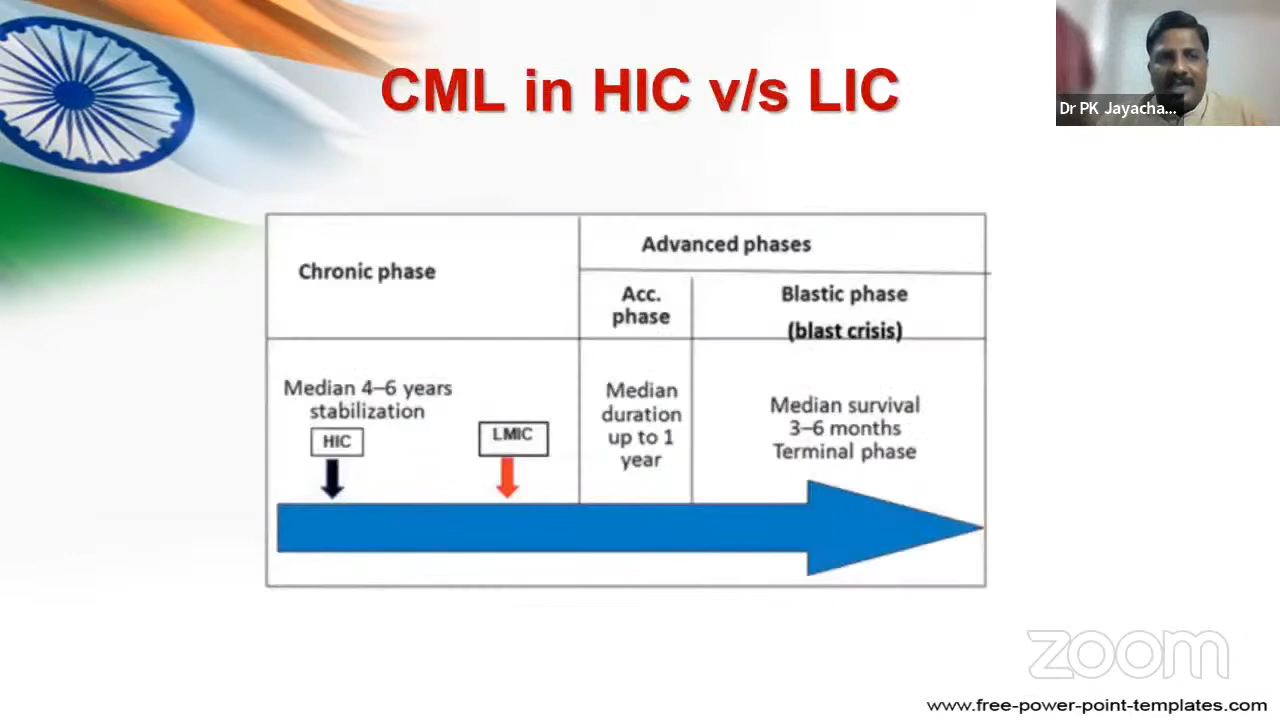 CML in HIC v/s LIC
Dr PK Jayacha...
Chronic phase
Advanced phases
Acc.
phase
Blastic phase
(blast crisis)
Median 4–6 years
stabilization
HIC
LMIC
Median
duration
up to 1
year
Median survival
3–6 months
Terminal phase
zoom
www.free-power-point-templates.com